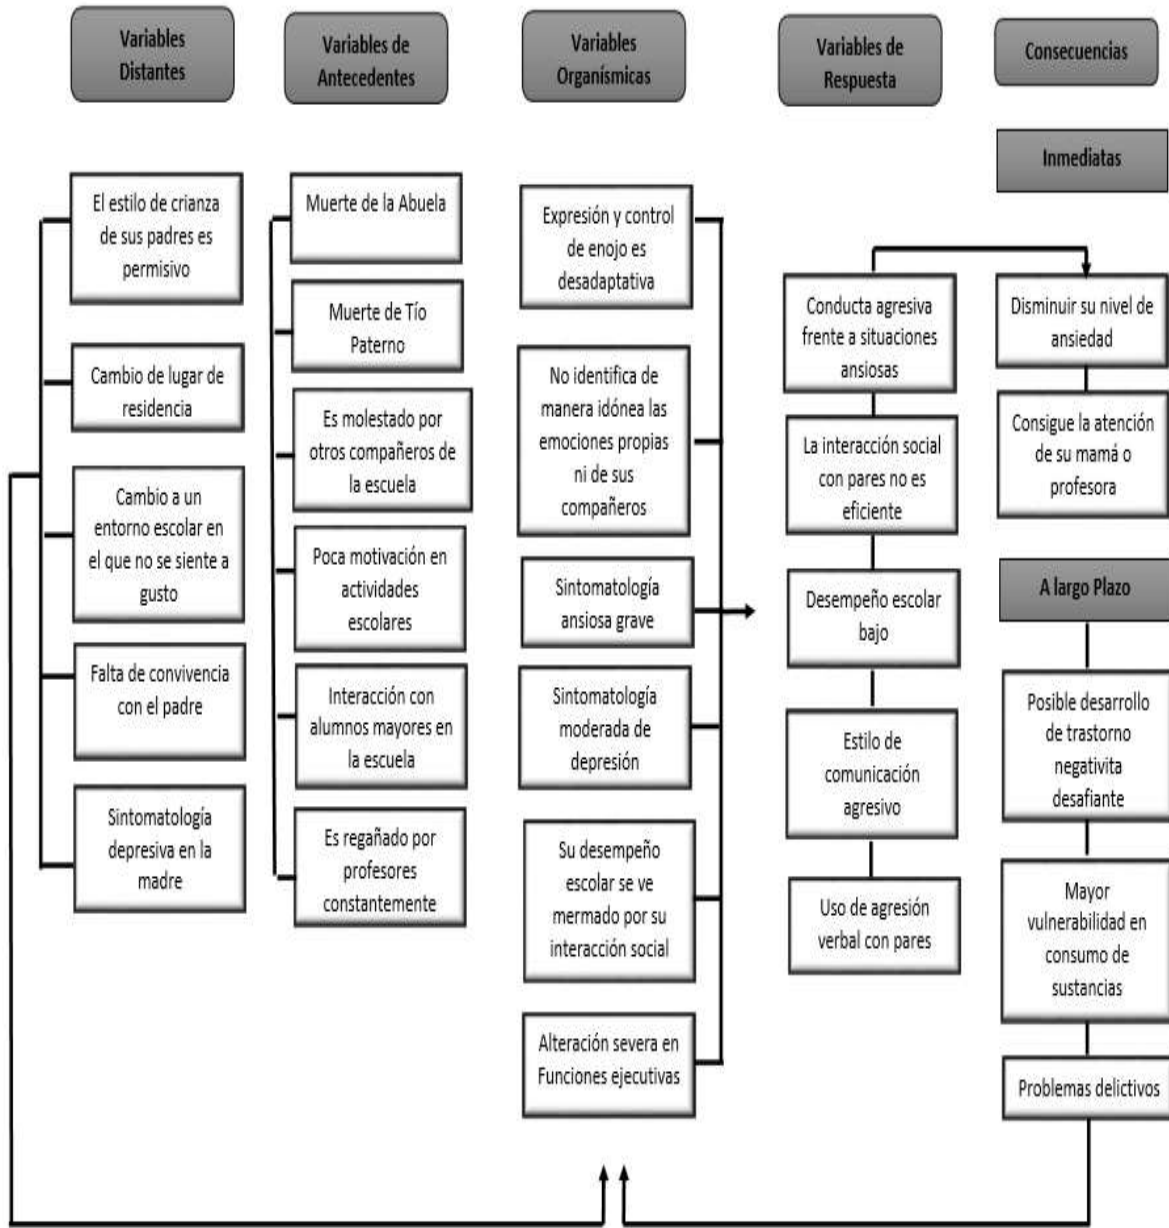 Variables
Distantes
Variables de
Antecedentes
Variables
Organísmicas
Variables de
Respuesta
Consecuencias
El estilo de crianza
de sus padres es
permisivo
Cambio de lugar de
residencia
Cambio a un
entorno escolar en
el que no se siente a
gusto
Falta de convivencia
con el padre
Sintomatología
depresiva en la
madre
Muerte de la Abuela
Muerte de Tío
Paterno
Es molestado por
otros compañeros de
la escuela
Poca motivación en
actividades
escolares
Interacción con
alumnos mayores en
la escuela
Es regañado por
profesores
constantemente
Expresión y control
de enojo es
desadaptativa
No identifica de
manera idónea las
emociones propias
ni de sus
compañeros
Sintomatología
ansiosa grave
Sintomatología
moderada de
depresión
Su desempeño
escolar se ve
mermado por su
interacción social
Alteración severa en
Funciones ejecutivas
Conducta agresiva
frente a situaciones
ansiosas
La interacción social
con pares no es
eficiente
Desempeño escolar
bajo
Estilo de
comunicación
agresivo
Uso de agresión
verbal con pares
Inmediatas
Disminuir su nivel de
ansiedad
Consigue la atención
de su mamá o
profesora
A largo Plazo
Posible desarrollo
de trastorno
negativita
desafiante
Mayor
vulnerabilidad en
consumo de
sustancias
Problemas delictivos